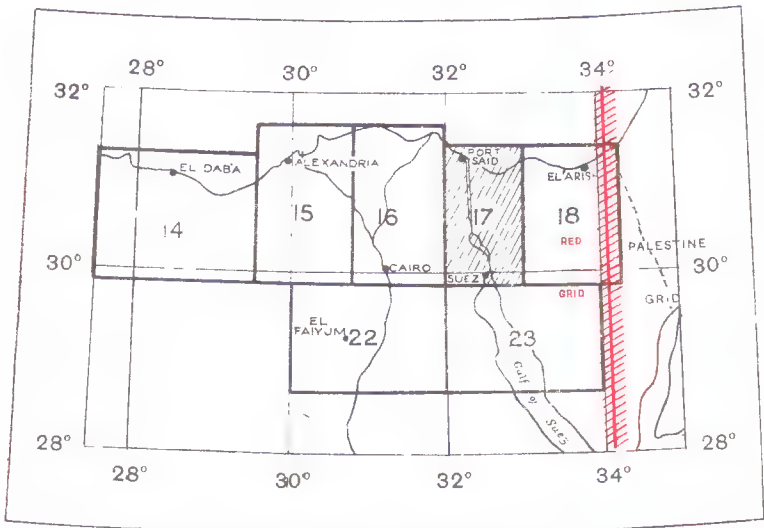 28° 30° 32° 34°
32° 32°
PORT
SAID
EL DABA
ALEXANDRIA
EL ARIS
14 15 16 17 18
RED
PALESTINE
30° CAIRO SUEZ 30°
GRID GRID
EL
FAIYUM
22 23
Gulf of
Suez
28° 28°
28° 30° 32° 34°